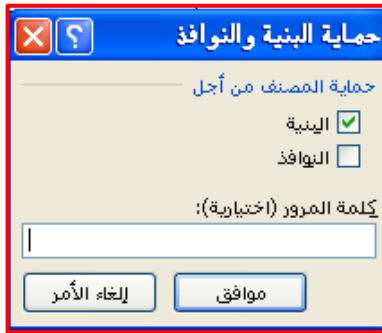 حماية البنية والنوافذ
حماية المصنف من أجل
البنية
النوافذ
كلمة المرور (اختيارية):
موافق
إلغاء الأمر